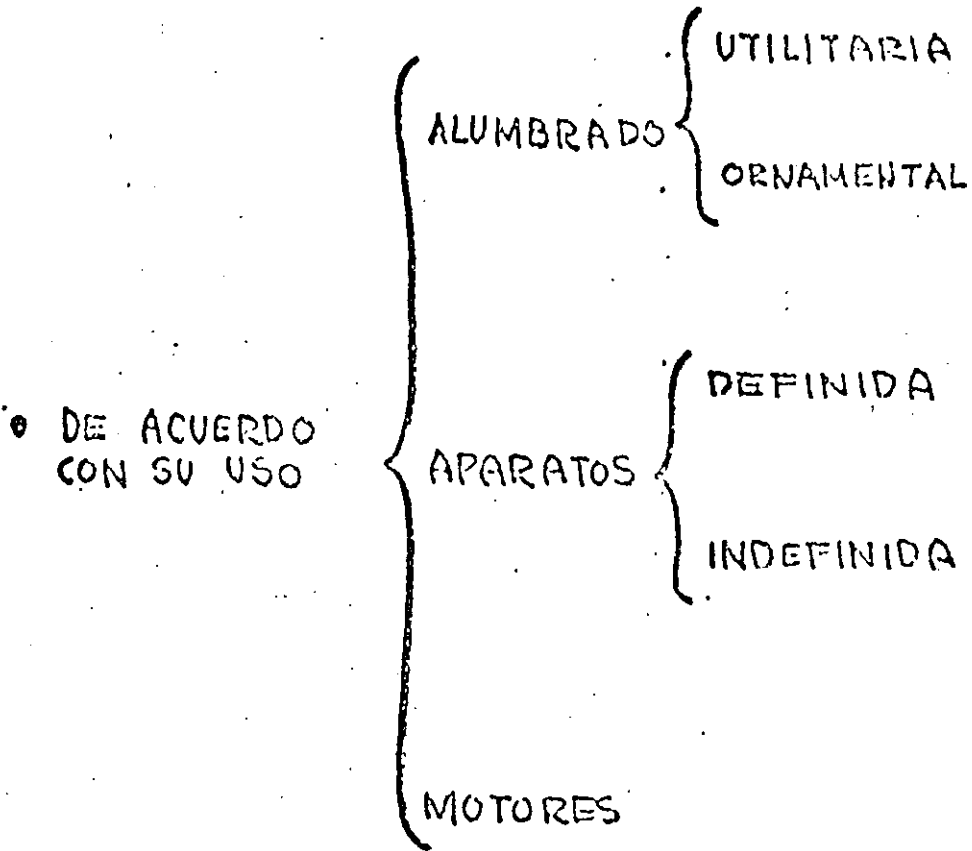 • DE ACUERDO
CON SU USO
ALUMBRADO
UTILITARIA
ORNAMENTAL
APARATOS
DEFINIDA
INDEFINIDA
MOTORES